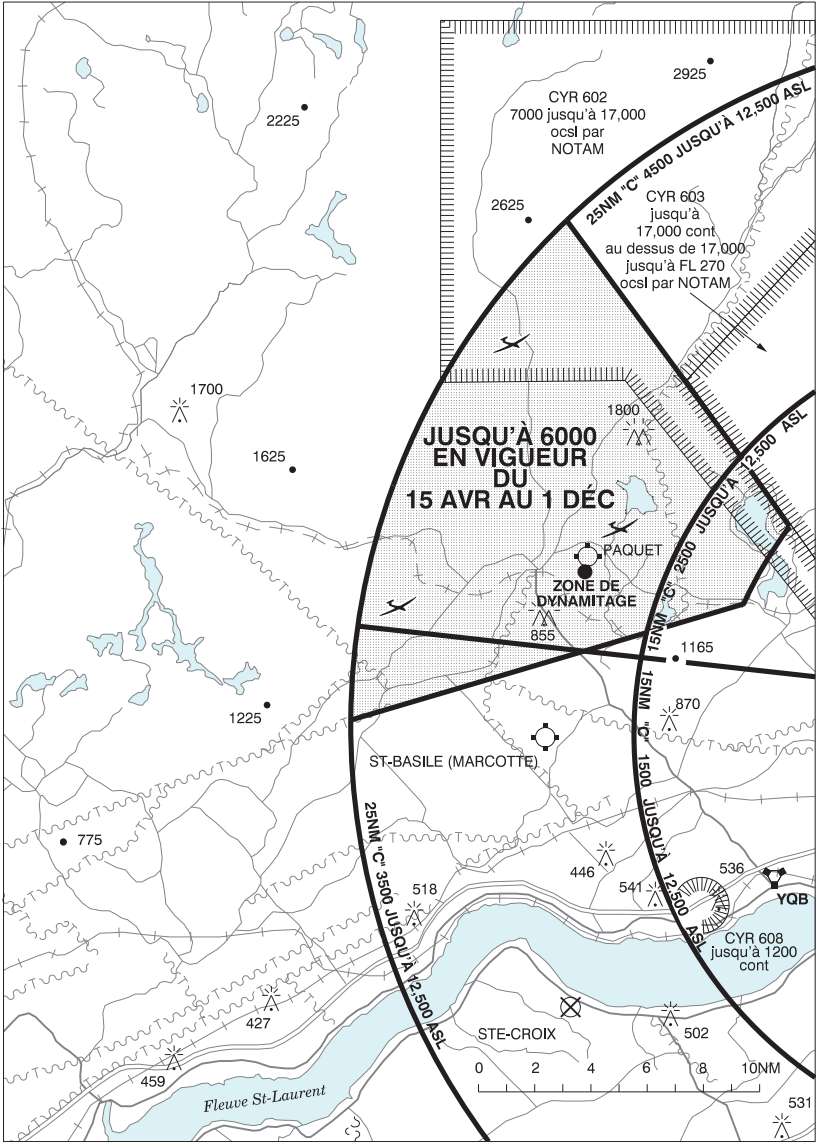 2925
CYR 602
7000 jusqu'à 17,000
ocsl par
NOTAM
2225
25NM "C" 4500 JUSQU'À 12,500 ASL
2625
CYR 603
jusqu'à
17,000 cont
au dessus de 17,000
jusqu'à FL 270
ocsl par NOTAM
1700
1800
JUSQU'À 6000
EN VIGUEUR
DU
15 AVR AU 1 DÉC
1625
15NM "C" 2500 JUSQU'À 12,500 ASL
PAQUET
ZONE DE
DYNAMITAGE
855
1165
1225
870
15NM "C" 1500 JUSQU'À 12,500 ASL
ST-BASILE (MARCOTTE)
775
25NM "C" 3500 JUSQU'À 12,500 ASL
446
518
541
536
YQB
CYR 608
jusqu'à 1200
cont
427
502
STE-CROIX
459
0 2 4 6 8 10NM
Fleuve St-Laurent
531